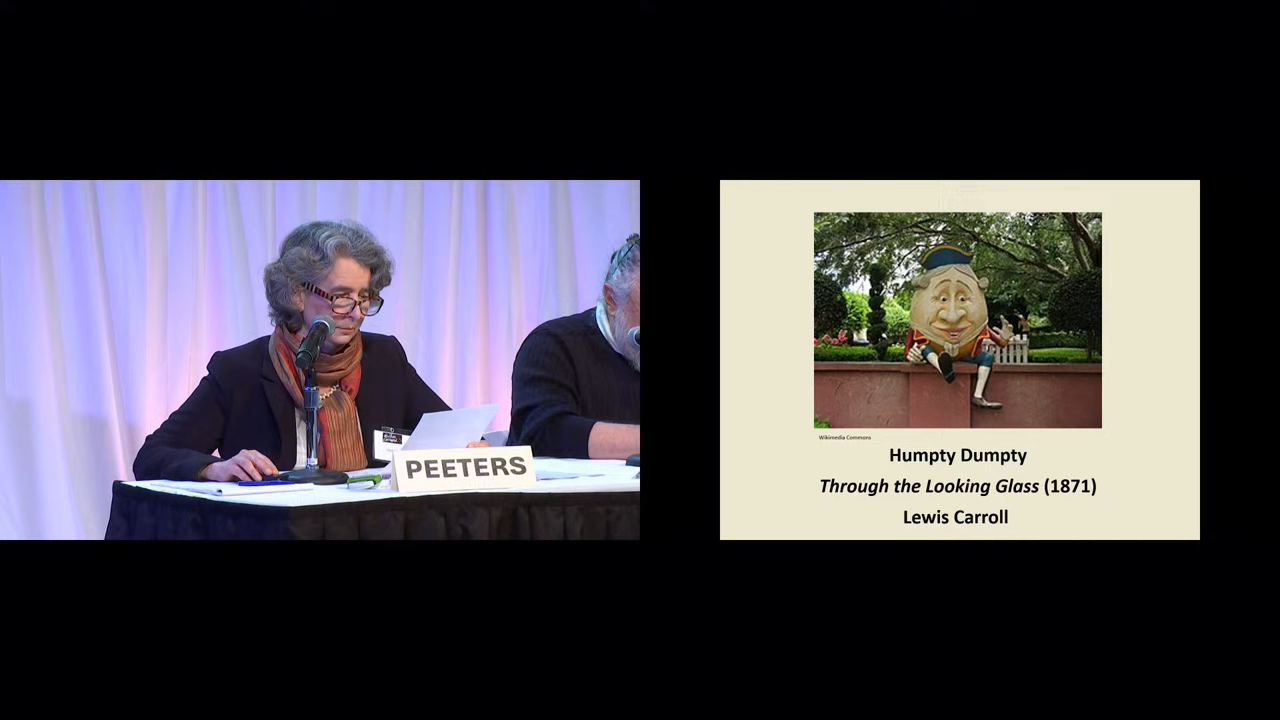 PEETERS
Wikimedia Commons
Humpty Dumpty
Through the Looking Glass (1871)
Lewis Carroll